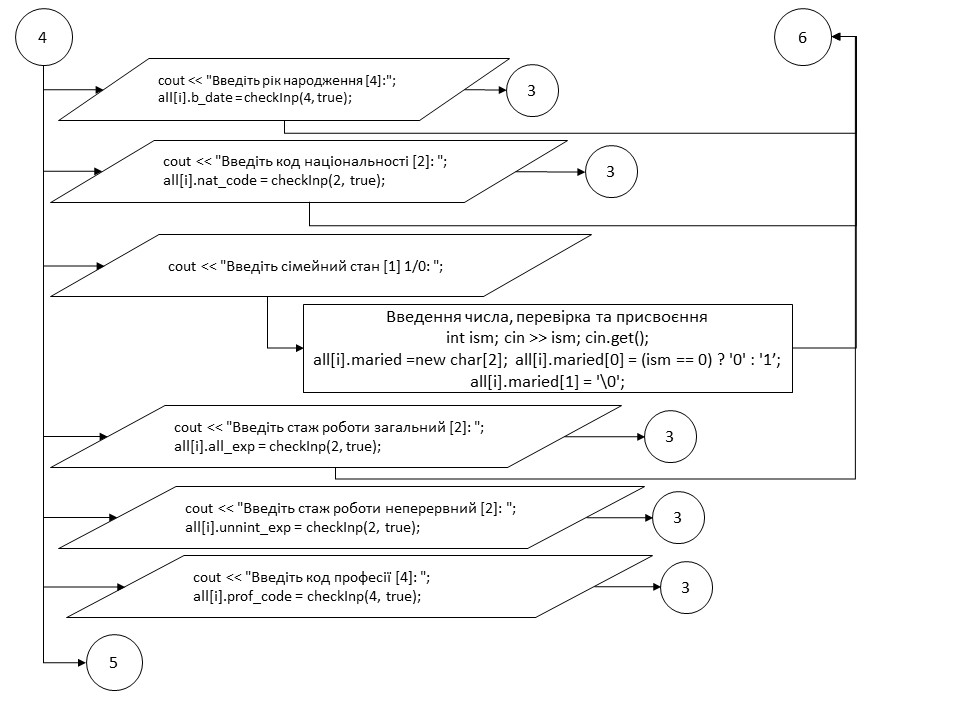 4
6
cout << "Введіть рік народження [4]:";
all[i].b_date = checkInp(4, true);
3
cout << "Введіть код національності [2]: ";
all[i].nat_code = checkInp(2, true);
3
cout << "Введіть сімейний стан [1] 1/0: ";
Введення числа, перевірка та присвоєння
int ism; cin >> ism; cin.get();
all[i].maried =new char[2]; all[i].maried[0] = (ism == 0) ? '0' : '1’;
all[i].maried[1] = '\0';
cout << "Введіть стаж роботи загальний [2]: ";
all[i].all_exp = checkInp(2, true);
3
cout << "Введіть стаж роботи неперервний [2]: ";
all[i].unnint_exp = checkInp(2, true);
3
cout << "Введіть код професії [4]: ";
all[i].prof_code = checkInp(4, true);
3
5